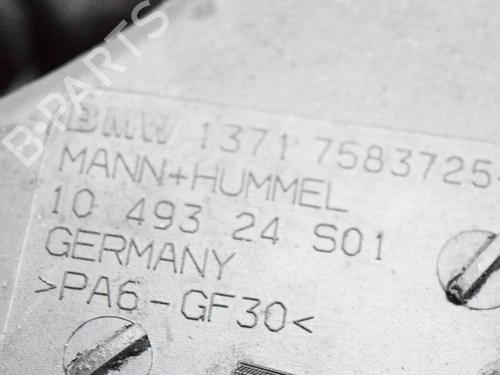 B-PARTS
BMW 1371 7583725
MANN+HUMMEL
10 493 24 S01
GERMANY
>PA6-GF30<